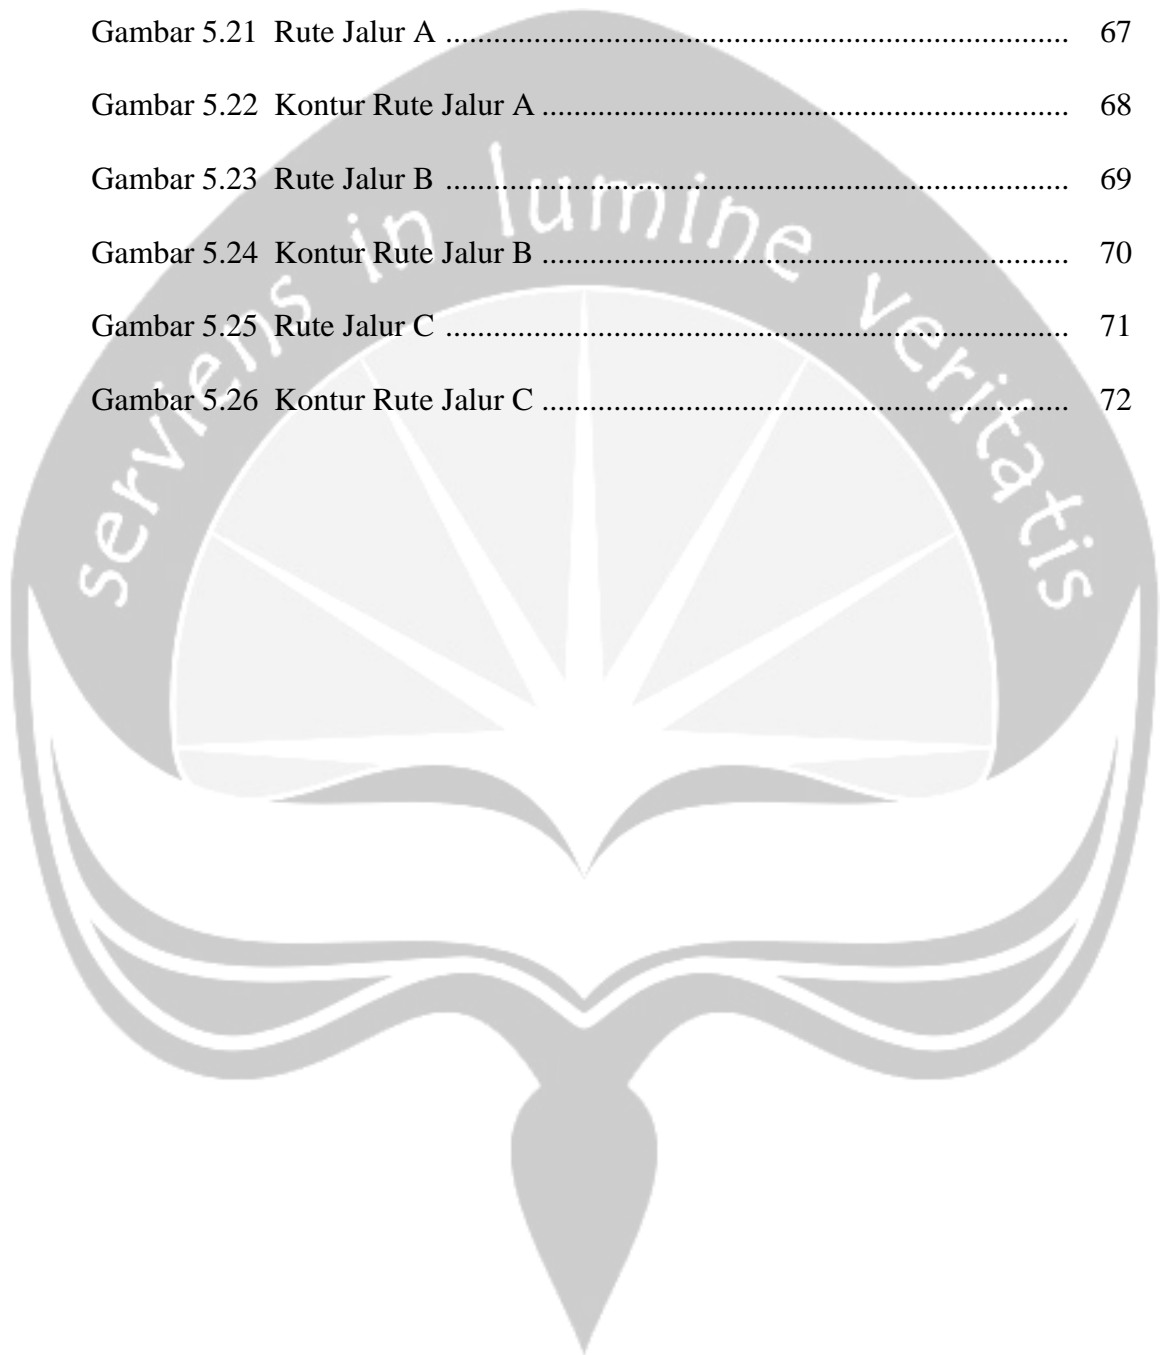 Gambar 5.21 Rute Jalur A ........................................................................... 67
Gambar 5.22 Kontur Rute Jalur A ............................................................... 68
Gambar 5.23 Rute Jalur B ........................................................................... 69
Gambar 5.24 Kontur Rute Jalur B ............................................................... 70
Gambar 5.25 Rute Jalur C ........................................................................... 71
Gambar 5.26 Kontur Rute Jalur C ............................................................... 72
serviens in lumine veritatis